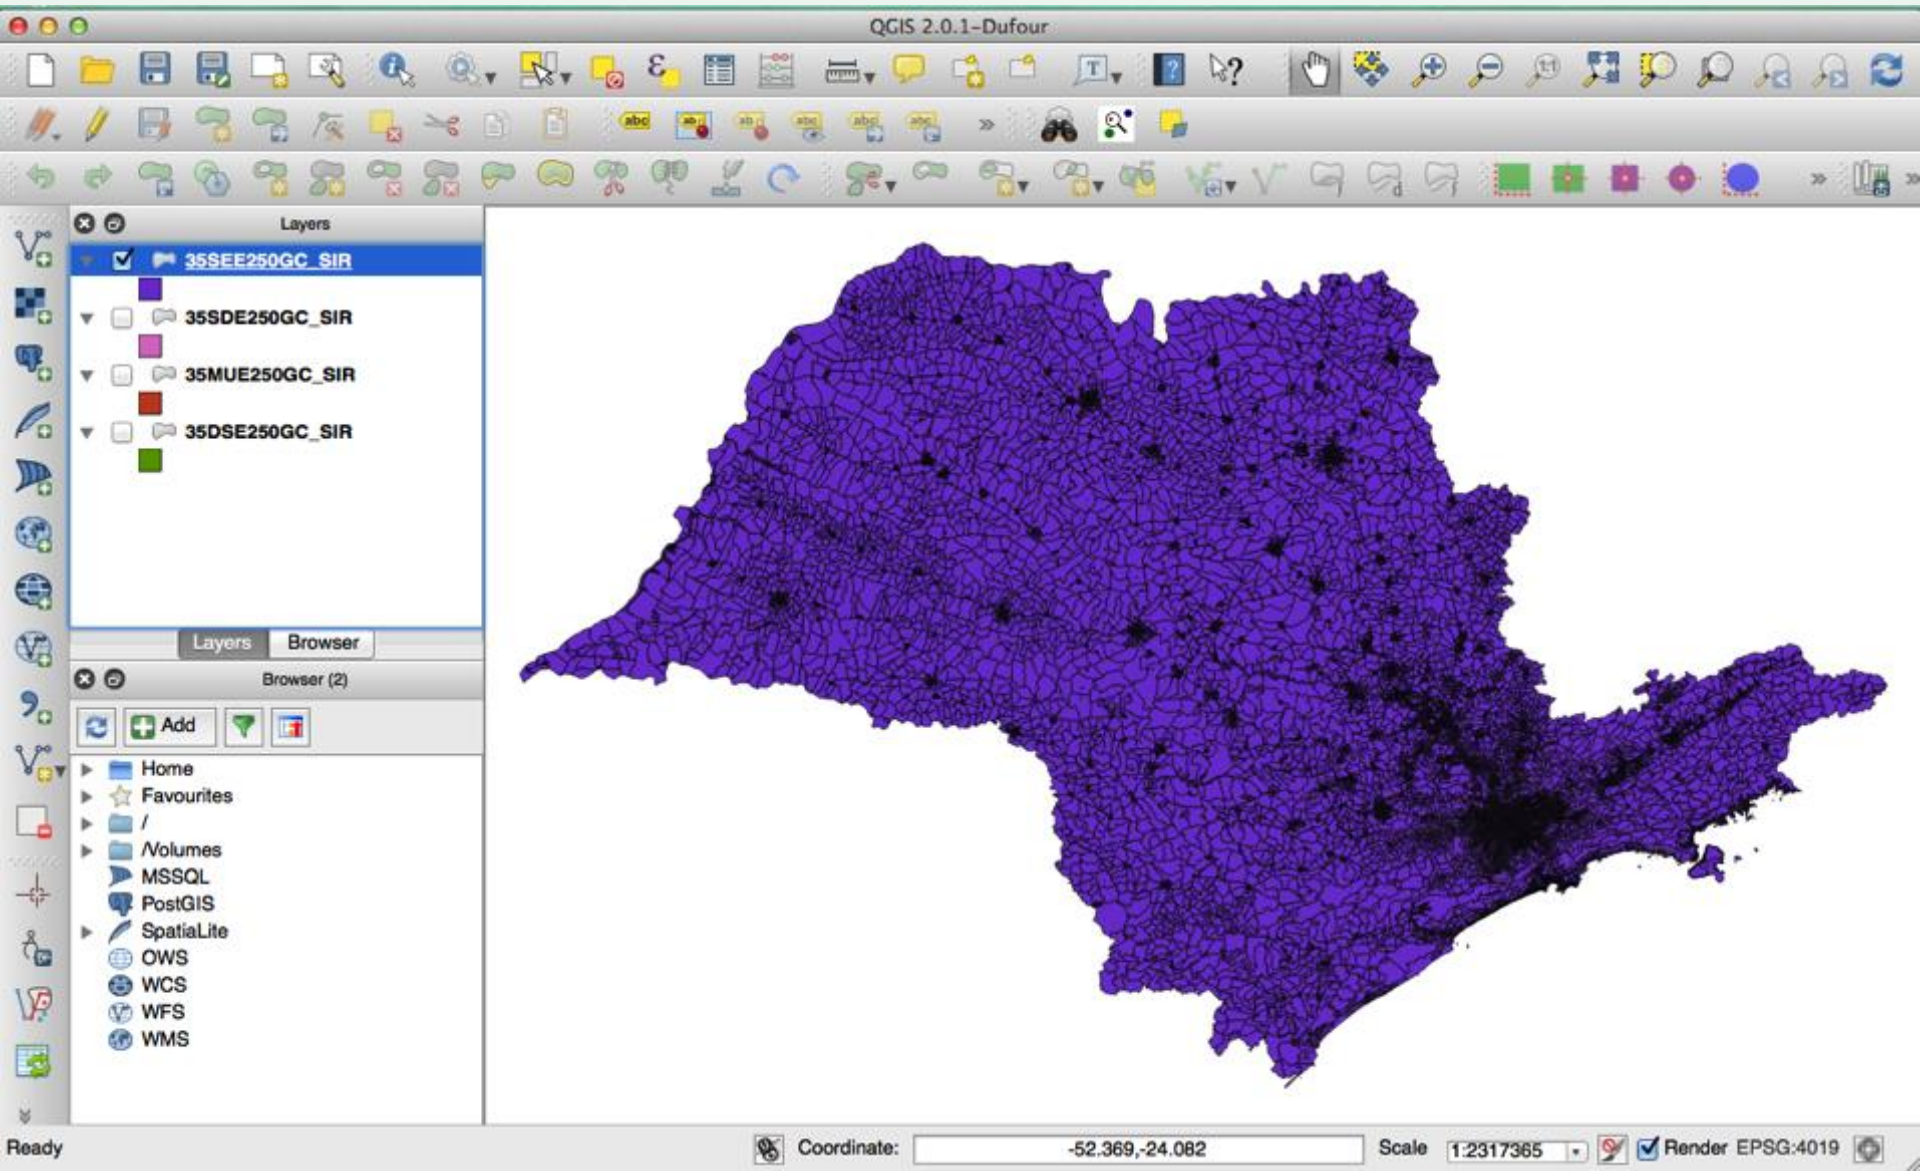 QGIS 2.0.1-Dufour
Layers
35SEE250GC_SIR
35SDE250GC_SIR
35MUE250GC_SIR
35DSE250GC_SIR
Layers
Browser
Browser (2)
Add
Home
Favourites
/
/Volumes
MSSQL
PostGIS
SpatiaLite
OWS
WCS
WFS
WMS
Ready
Coordinate:
-52.369,-24.082
Scale
1:2317365
Render
EPSG:4019